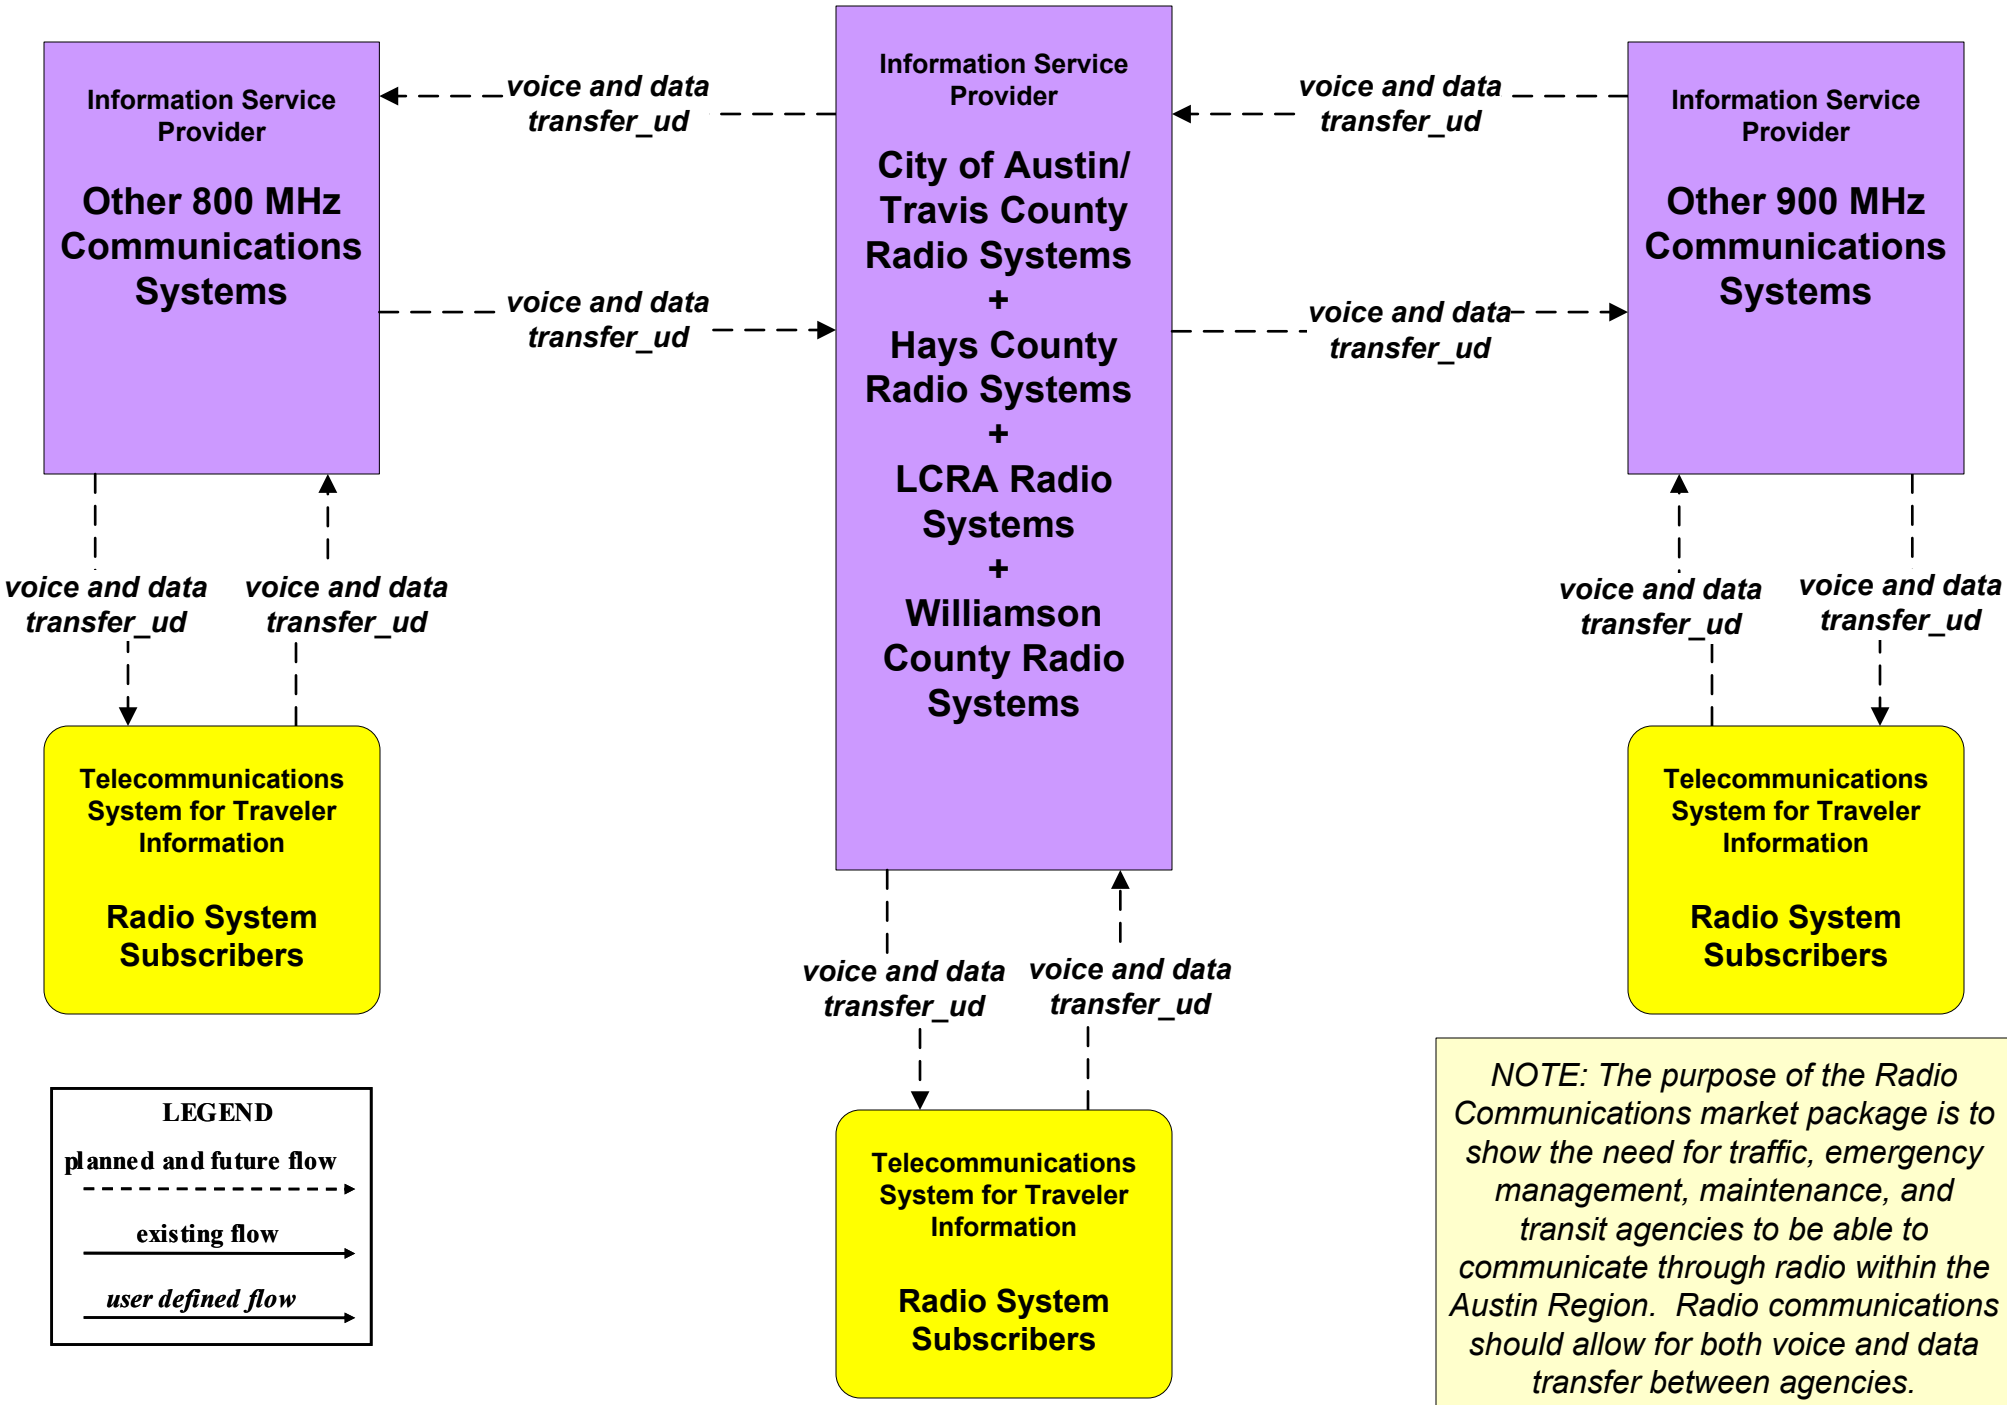 Information Service
Provider
Other 800 MHz
Communications
Systems
voice and data
transfer_ud
voice and data
transfer_ud
Information Service
Provider
City of Austin/
Travis County
Radio Systems
+
Hays County
Radio Systems
+
LCRA Radio
Systems
+
Williamson
County Radio
Systems
voice and data
transfer_ud
voice and data
transfer_ud
Information Service
Provider
Other 900 MHz
Communications
Systems
voice and data
transfer_ud
voice and data
transfer_ud
Telecommunications
System for Traveler
Information
Radio System
Subscribers
voice and data
transfer_ud
voice and data
transfer_ud
Telecommunications
System for Traveler
Information
Radio System
Subscribers
voice and data
transfer_ud
voice and data
transfer_ud
Telecommunications
System for Traveler
Information
Radio System
Subscribers
LEGEND
planned and future flow
existing flow
user defined flow
NOTE: The purpose of the Radio
Communications market package is to
show the need for traffic, emergency
management, maintenance, and
transit agencies to be able to
communicate through radio within the
Austin Region.  Radio communications
should allow for both voice and data
transfer between agencies.